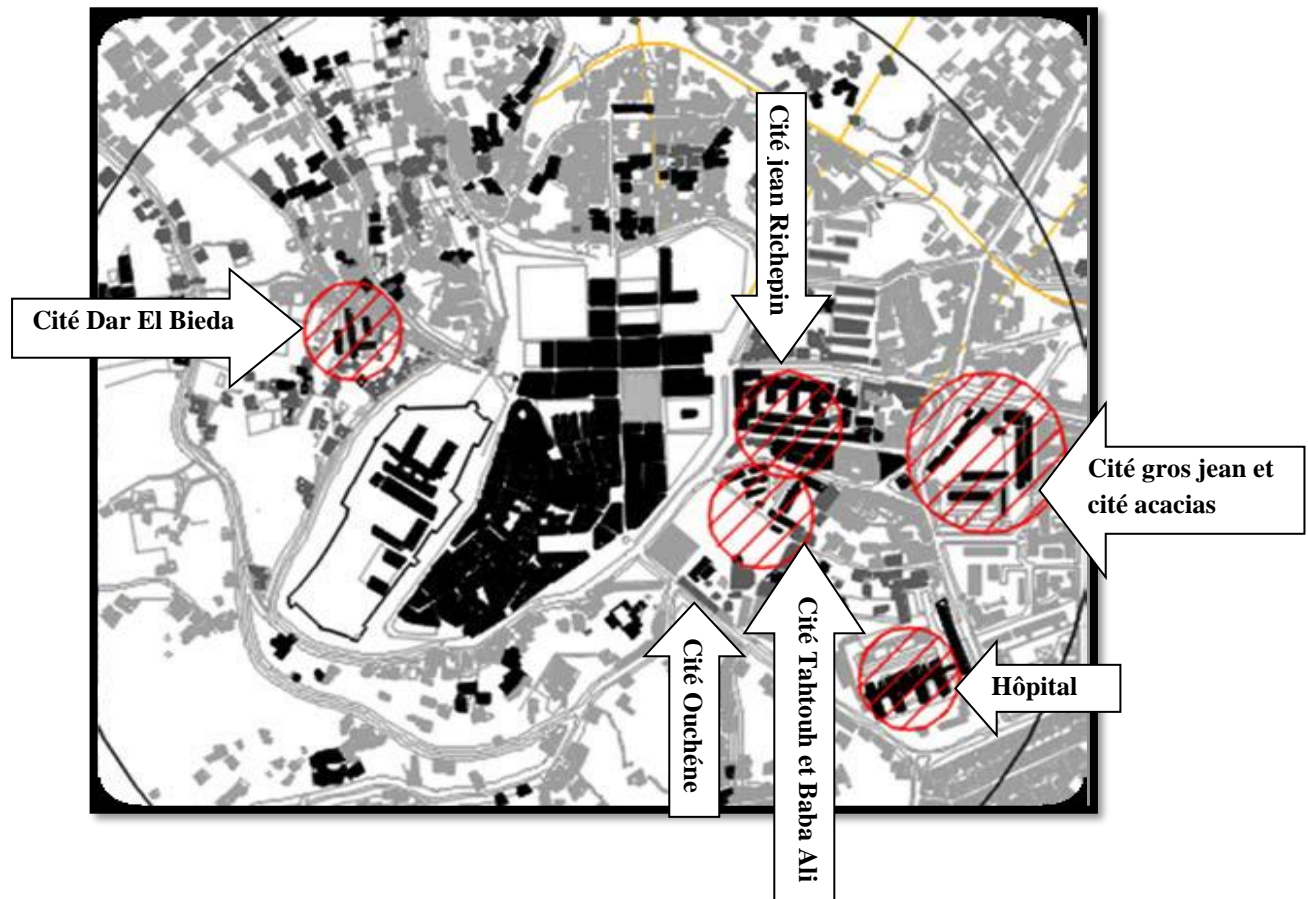 Cité jean Richepin
Cité Dar El Bieda
Cité gros jean et
cité acacias
Cité Ouchéne
Cité Tahtouh et Baba Ali
Hôpital